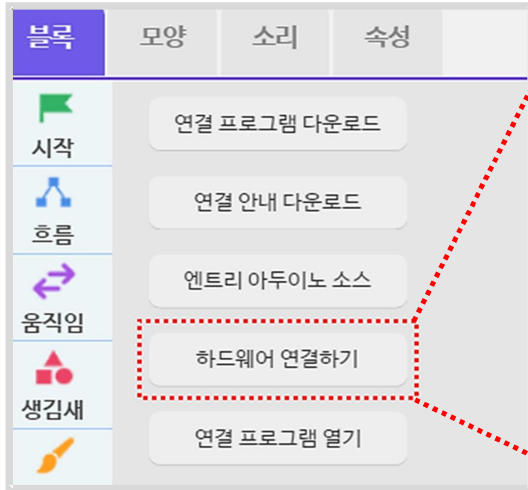 블록 모양 소리 속성
시작
흐름
움직임
생김새
연결 프로그램 다운로드
연결 안내 다운로드
엔트리 아두이노 소스
하드웨어 연결하기
연결 프로그램 열기